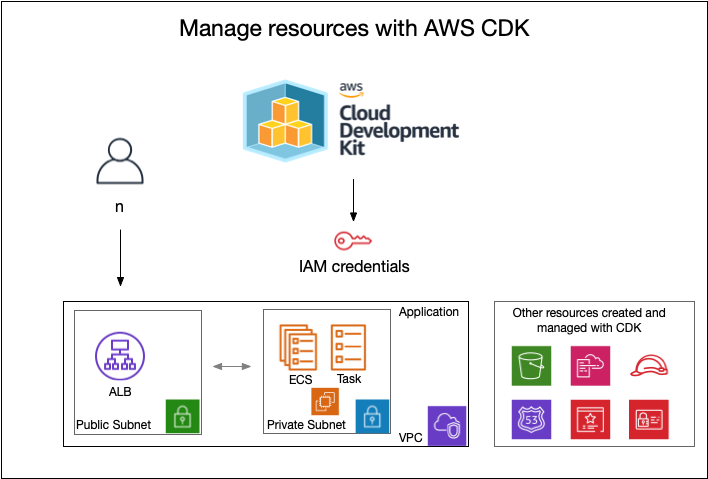 Manage resources with AWS CDK
aws
Cloud
Development
Kit
n
IAM credentials
Application
ALB
Public Subnet
ECS
Task
Private Subnet
VPC
Other resources created and
managed with CDK
53